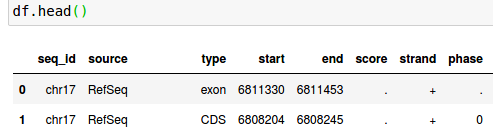 df.head()
seq_id source type start end score strand phase
0 chr17 RefSeq exon 6811330 6811453 . + .
1 chr17 RefSeq CDS 6808204 6808245 . + 0